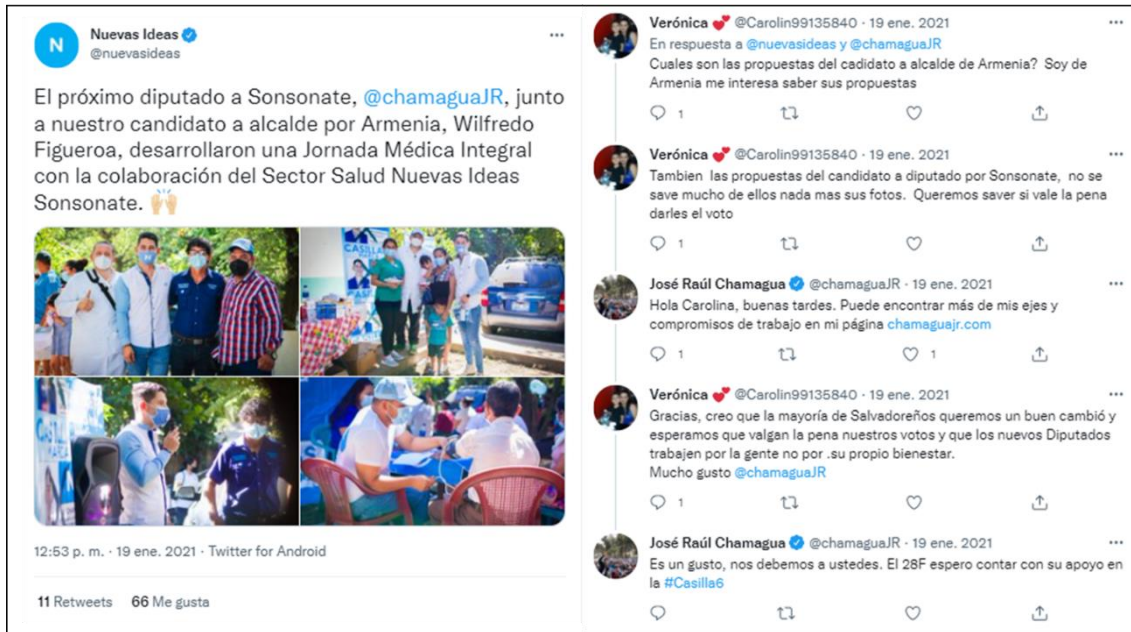 N
Nuevas Ideas
@nuevasideas
El próximo diputado a Sonsonate, @chamaguaJR, junto
a nuestro candidato a alcalde por Armenia, Wilfredo
Figueroa, desarrollaron una Jornada Médica Integral
con la colaboración del Sector Salud Nuevas Ideas
Sonsonate. 🙌🏼
CASILLA
12:53 p. m. · 19 ene. 2021 · Twitter for Android
11 Retweets 66 Me gusta
Verónica 💕 @Carolin99135840 · 19 ene. 2021
En respuesta a @nuevasideas y @chamaguaJR
Cuales son las propuestas del cadidato a alcalde de Armenia? Soy de
Armenia me interesa saber sus propuestas
1
Verónica 💕 @Carolin99135840 · 19 ene. 2021
Tambien las propuestas del candidato a diputado por Sonsonate, no se
save mucho de ellos nada mas sus fotos. Queremos saver si vale la pena
darles el voto
1
José Raúl Chamagua @chamaguaJR · 19 ene. 2021
Hola Carolina, buenas tardes. Puede encontrar más de mis ejes y
compromisos de trabajo en mi página chamaguajr.com
1 1
Verónica 💕 @Carolin99135840 · 19 ene. 2021
Gracias, creo que la mayoría de Salvadoreños queremos un buen cambió y
esperamos que valgan la pena nuestros votos y que los nuevos Diputados
trabajen por la gente no por .su propio bienestar.
Mucho gusto @chamaguaJR
1
José Raúl Chamagua @chamaguaJR · 19 ene. 2021
Es un gusto, nos debemos a ustedes. El 28F espero contar con su apoyo en
la #Casilla6